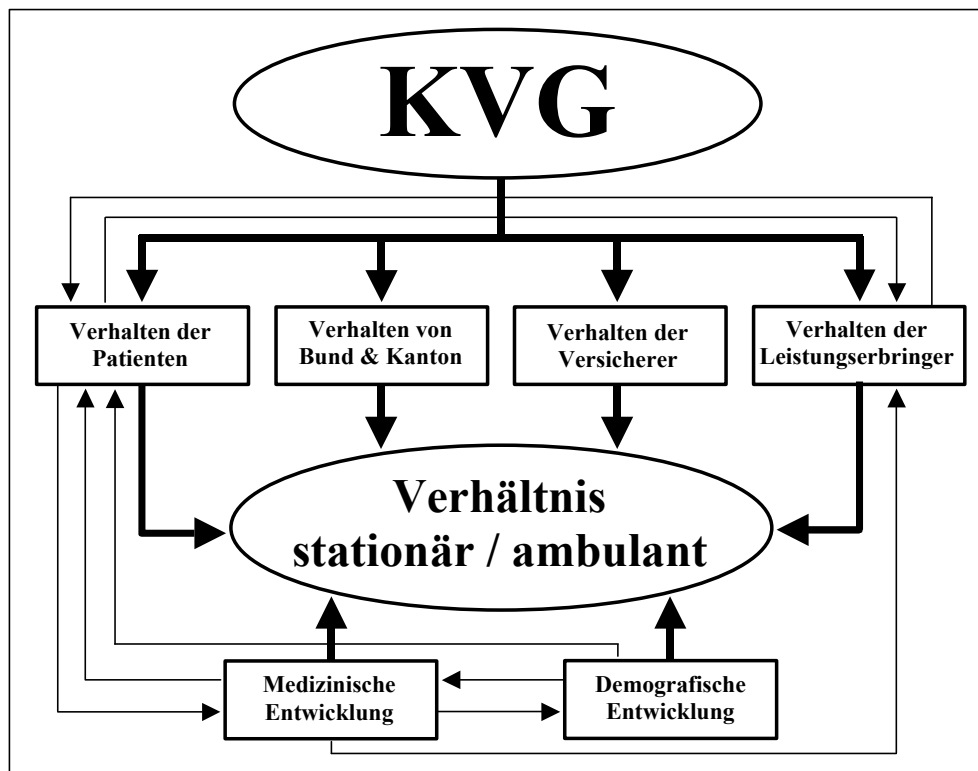 KVG
Verhalten der
Patienten
Verhalten von
Bund & Kanton
Verhalten der
Versicherer
Verhalten der
Leistungserbringer
Verhältnis
stationär / ambulant
Medizinische
Entwicklung
Demografische
Entwicklung